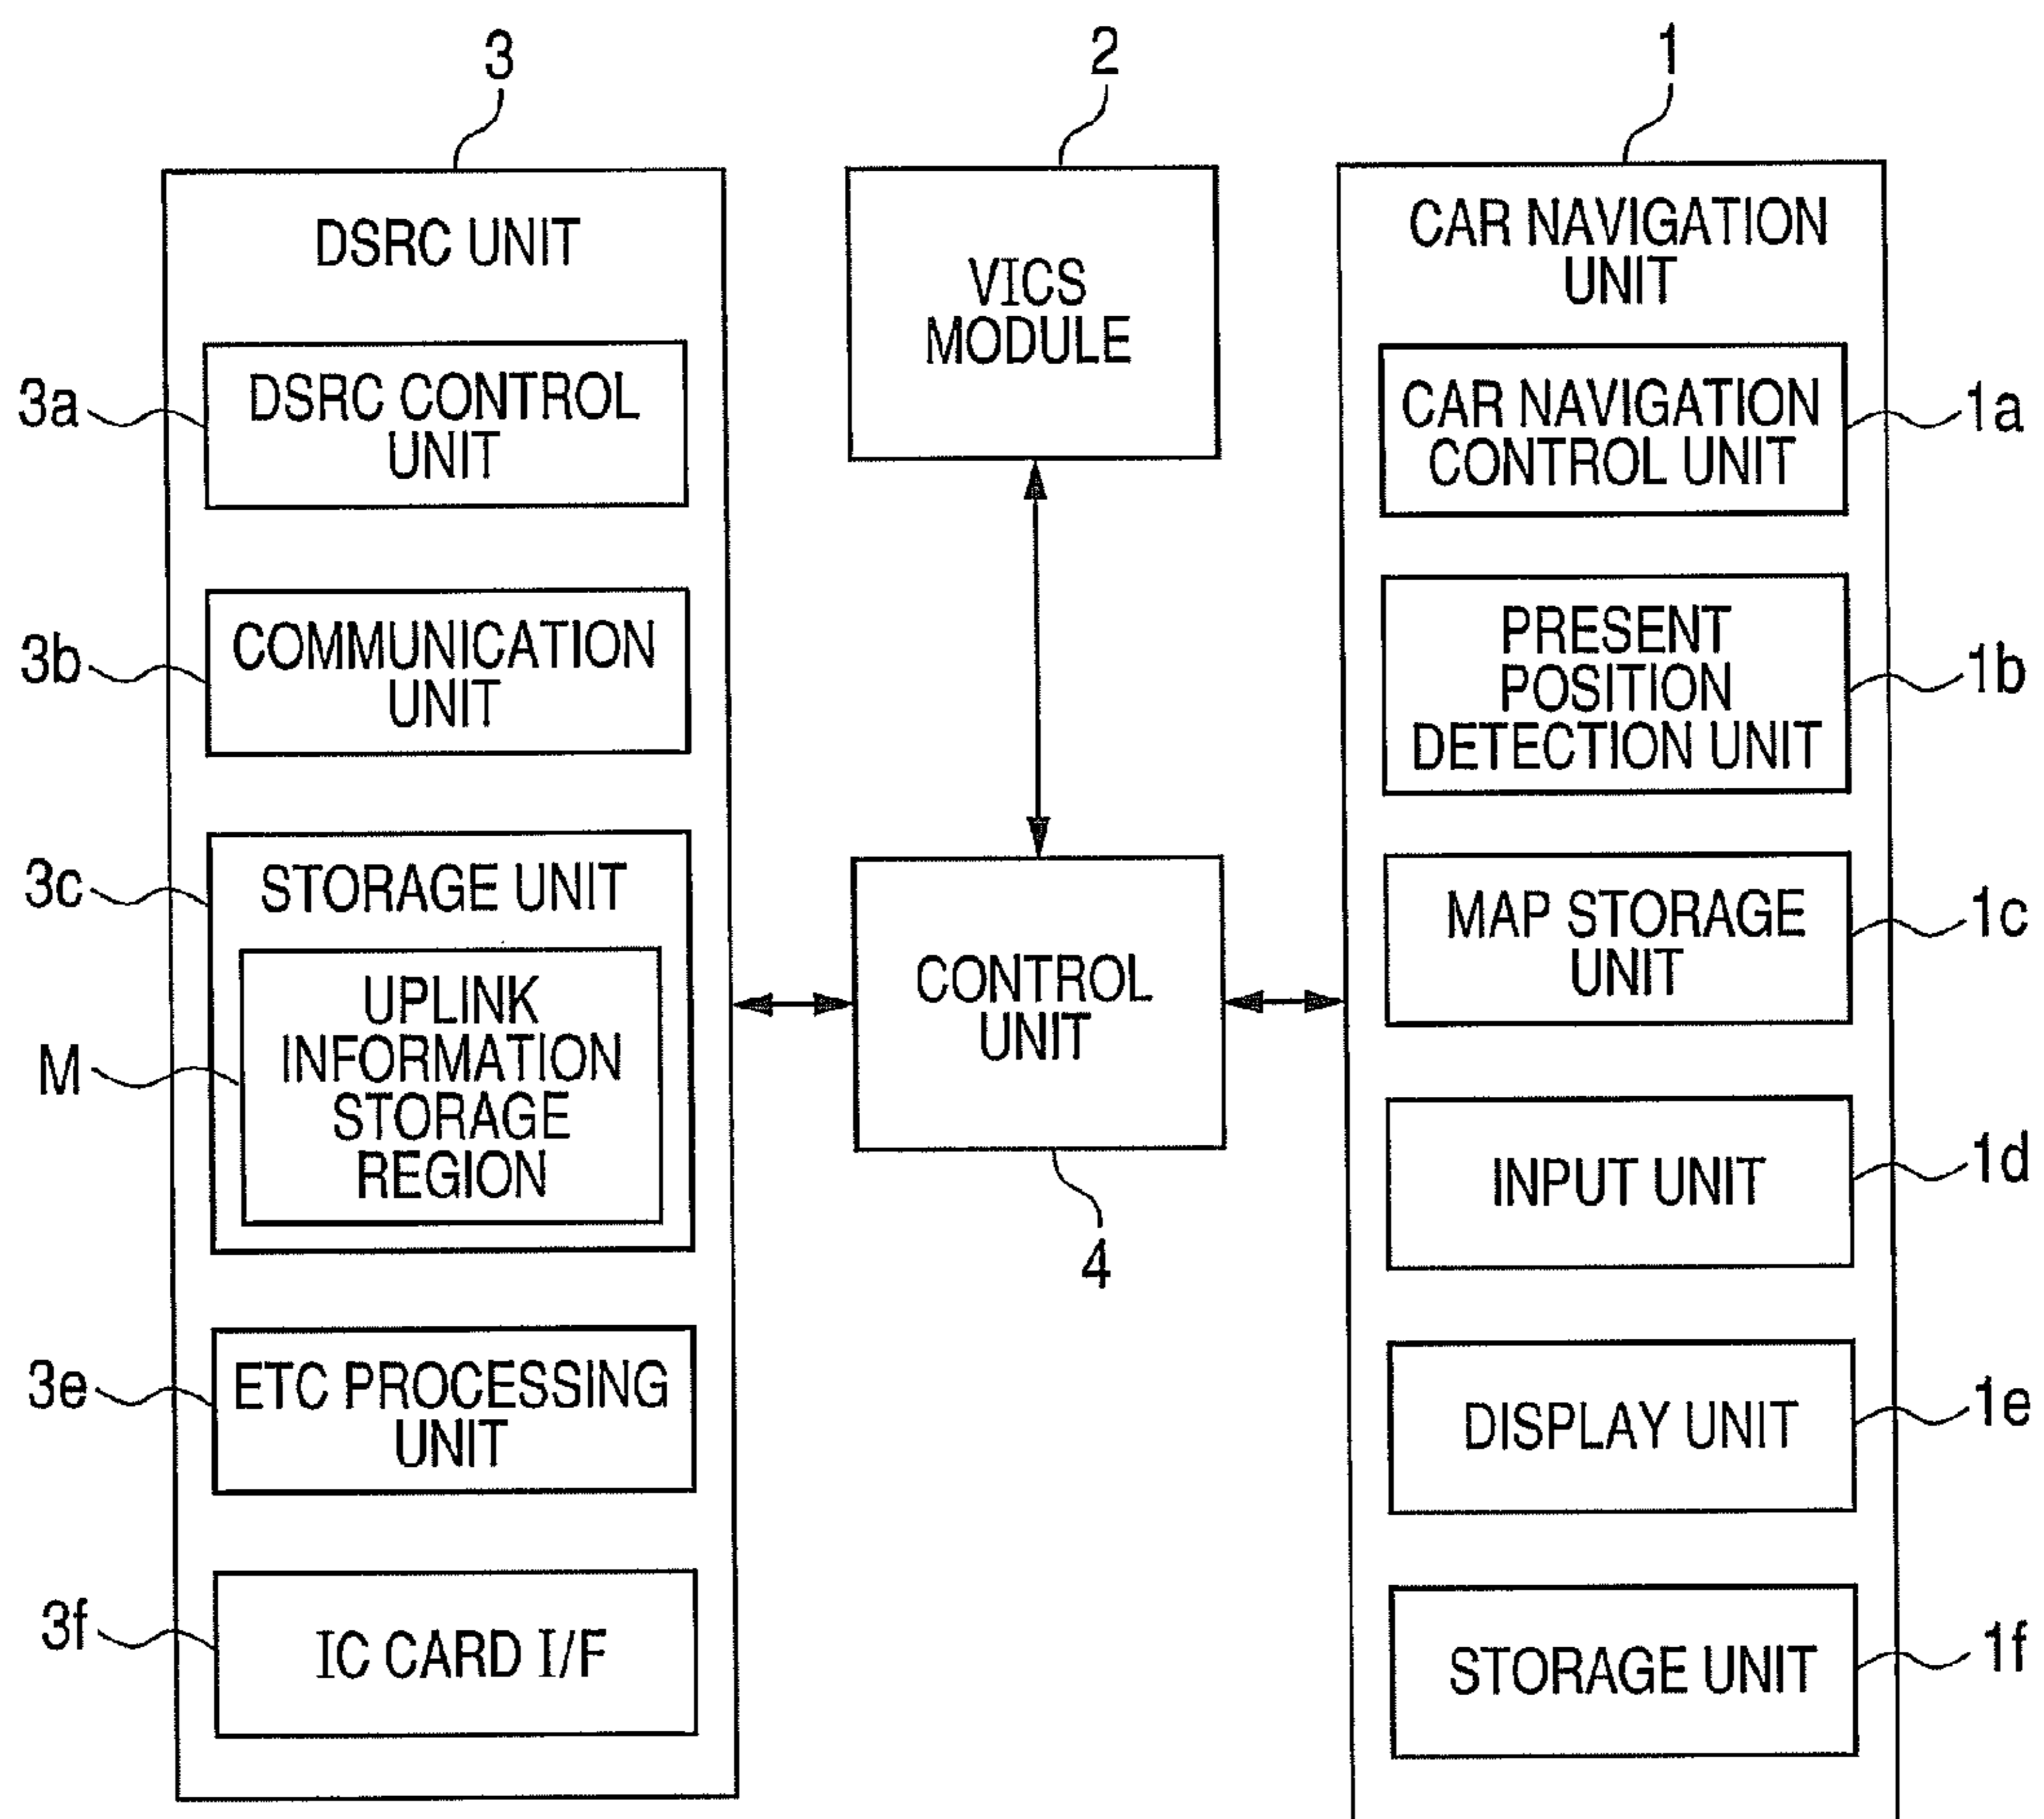 3
DSRC UNIT
3a
DSRC CONTROL
UNIT
3b
COMMUNICATION
UNIT
3c
STORAGE UNIT
M
UPLINK
INFORMATION
STORAGE
REGION
3e
ETC PROCESSING
UNIT
3f
IC CARD I/F
2
VICS
MODULE
CONTROL
UNIT
4
1
CAR NAVIGATION
UNIT
CAR NAVIGATION
CONTROL UNIT
1a
PRESENT
POSITION
DETECTION UNIT
1b
MAP STORAGE
UNIT
1c
INPUT UNIT
1d
DISPLAY UNIT
1e
STORAGE UNIT
1f